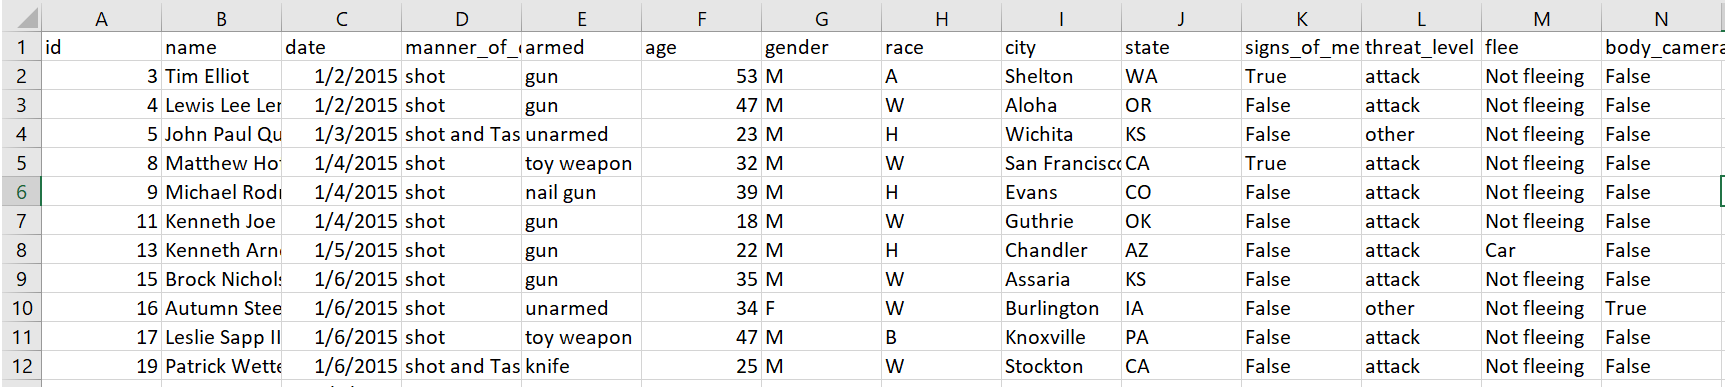 A B C D E F G H I J K L M N
1 id name date manner_of_ armed age gender race city state signs_of_me threat_level flee body_camera
2 3 Tim Elliot 1/2/2015 shot gun 53 M A Shelton WA True attack Not fleeing False
3 4 Lewis Lee Ler 1/2/2015 shot gun 47 M W Aloha OR False attack Not fleeing False
4 5 John Paul Qu 1/3/2015 shot and Tas unarmed 23 M H Wichita KS False other Not fleeing False
5 8 Matthew Ho 1/4/2015 shot toy weapon 32 M W San Francisc CA True attack Not fleeing False
6 9 Michael Rod 1/4/2015 shot nail gun 39 M H Evans CO False attack Not fleeing False
7 11 Kenneth Joe 1/4/2015 shot gun 18 M W Guthrie OK False attack Not fleeing False
8 13 Kenneth Arn 1/5/2015 shot gun 22 M H Chandler AZ False attack Car False
9 15 Brock Nichol 1/6/2015 shot gun 35 M W Assaria KS False attack Not fleeing False
10 16 Autumn Stee 1/6/2015 shot unarmed 34 F W Burlington IA False other Not fleeing True
11 17 Leslie Sapp II 1/6/2015 shot toy weapon 47 M B Knoxville PA False attack Not fleeing False
12 19 Patrick Wette 1/6/2015 shot and Tas knife 25 M W Stockton CA False attack Not fleeing False